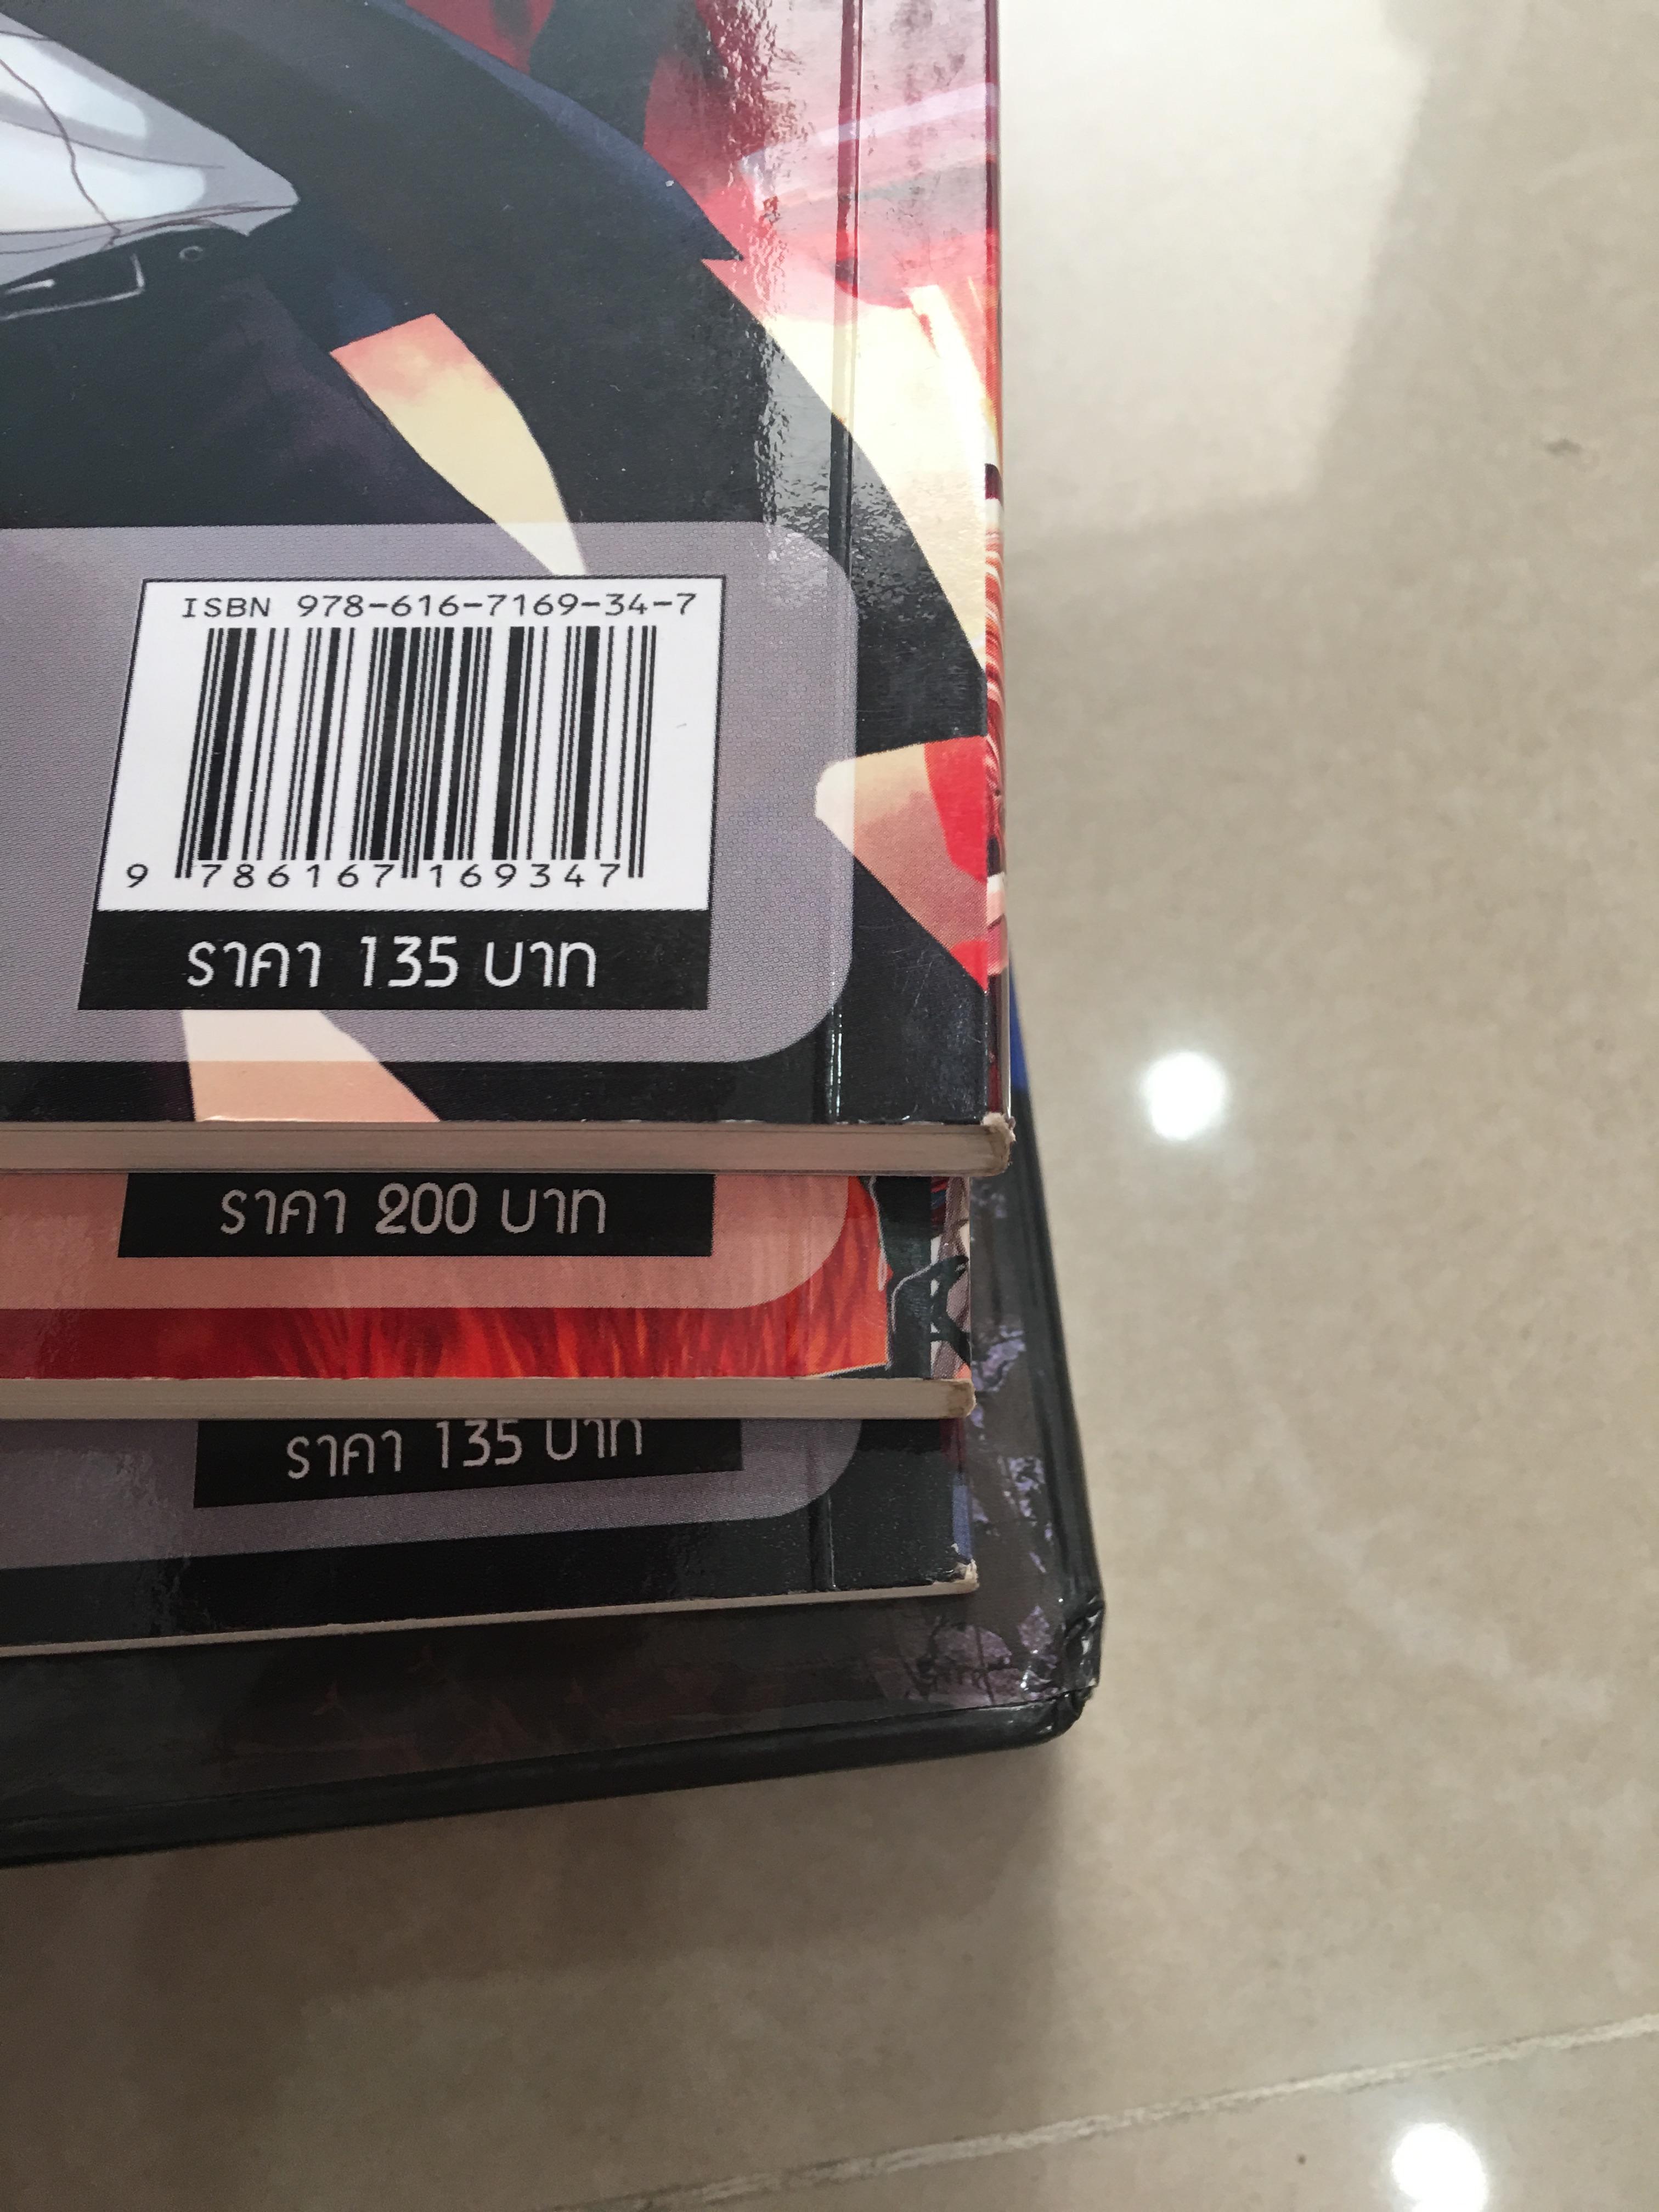 ISBN 978-616-7169-34-7
9 786167 169347
ราคา 135 บาท
ราคา 200 บาท
ราคา 135 บาท